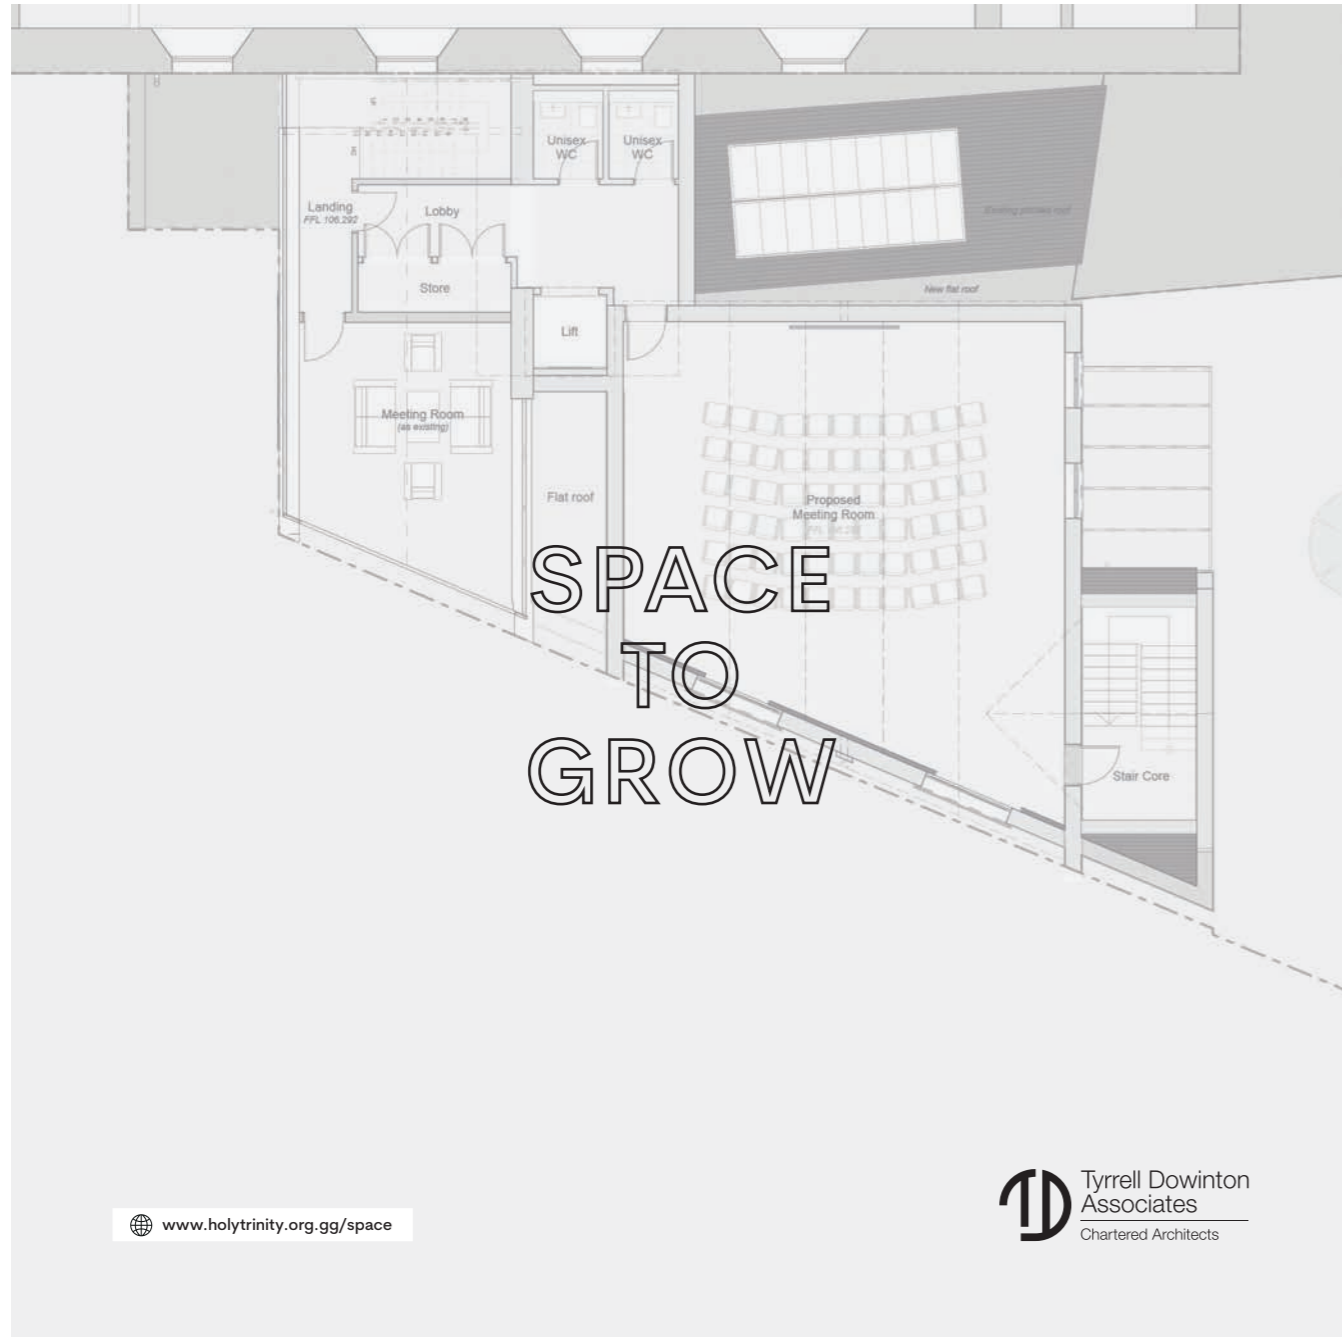 Unisex
WC
Unisex
WC
Landing
FFL 106.292
Lobby
Existing pitched roof
Store
New flat roof
Lift
Meeting Room
(as existing)
Flat roof
Proposed
Meeting Room
SPACE
TO
GROW
Stair Core
www.holytrinity.org.gg/space
Tyrrell Dowinton
Associates
Chartered Architects